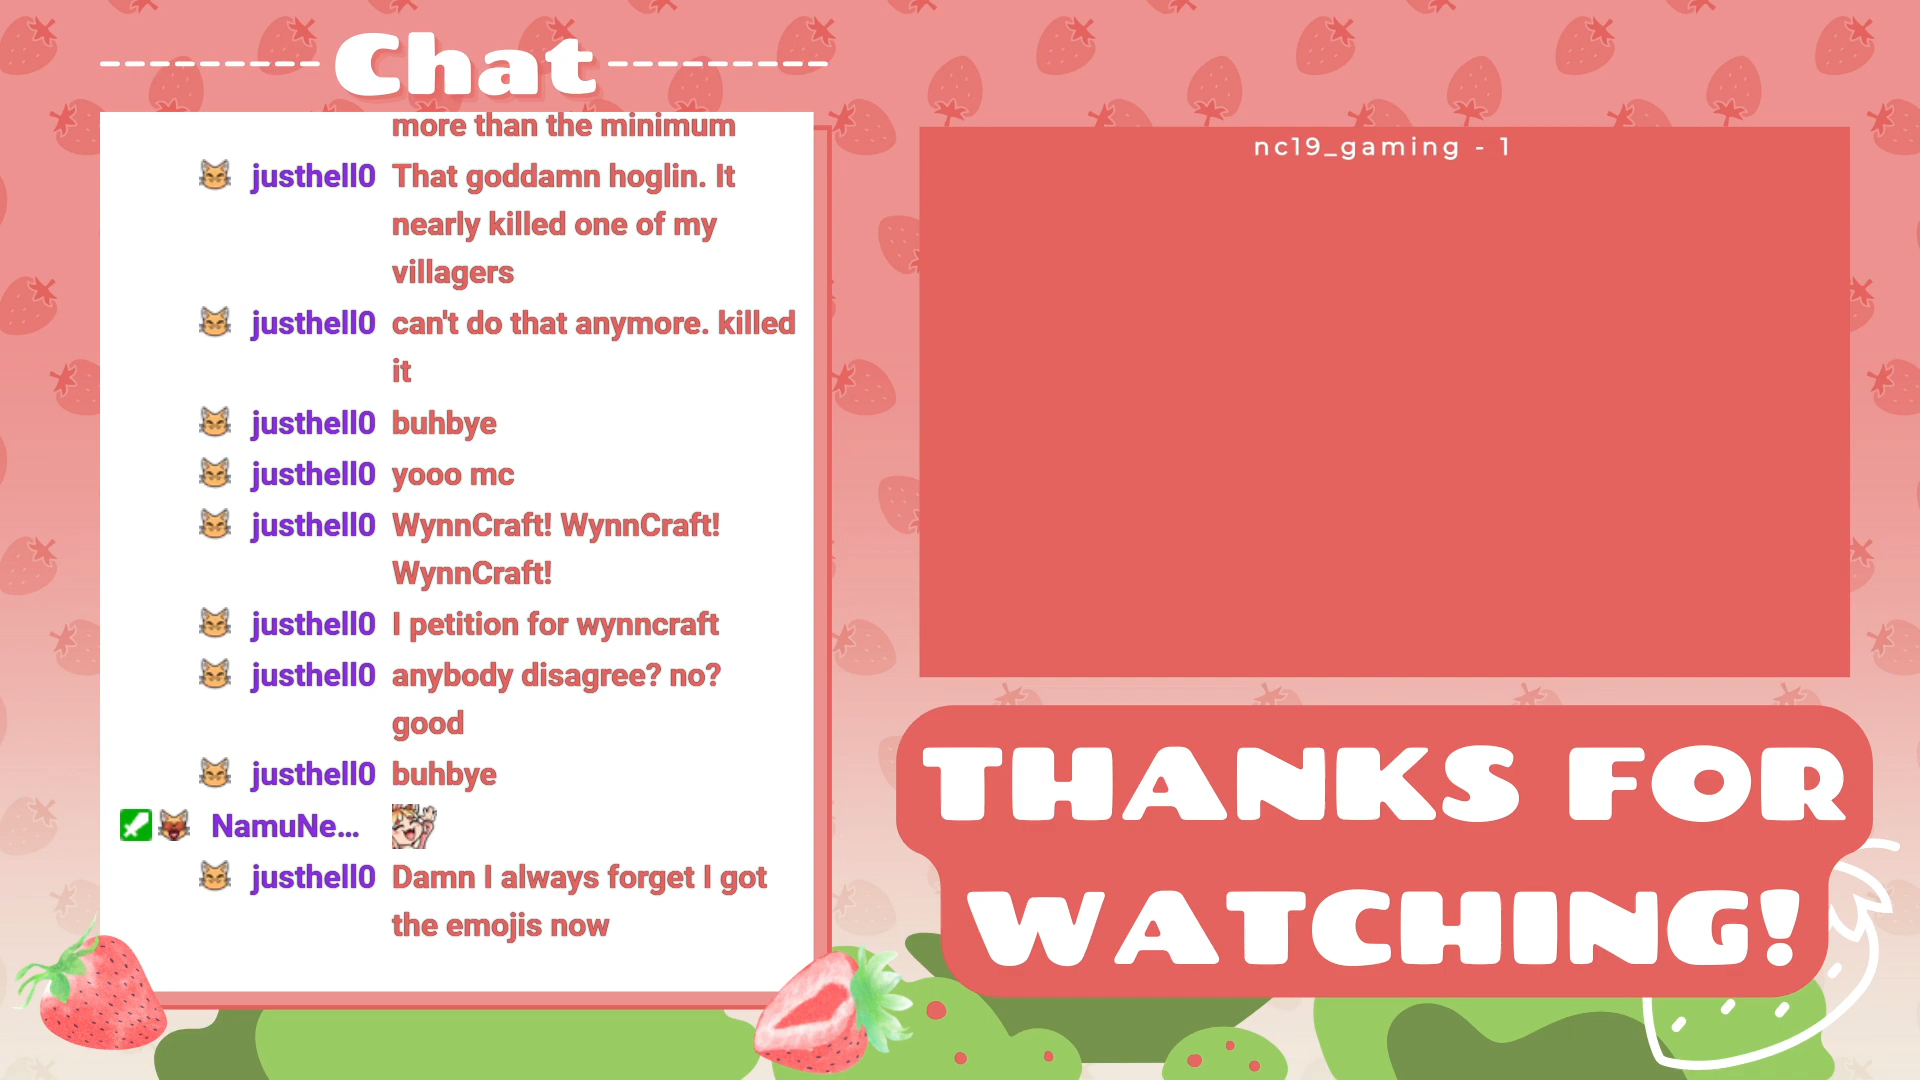 Chat
more than the minimum
justhell0 That goddamn hoglin. It
nearly killed one of my
villagers
justhell0 can't do that anymore. killed
it
justhell0 buhbye
justhell0 yooo mc
justhell0 WynnCraft! WynnCraft!
WynnCraft!
justhell0 I petition for wynncraft
justhell0 anybody disagree? no?
good
justhell0 buhbye
NamuNe...
justhell0 Damn I always forget I got
the emojis now
nc19_gaming - 1
THANKS FOR
WATCHING!